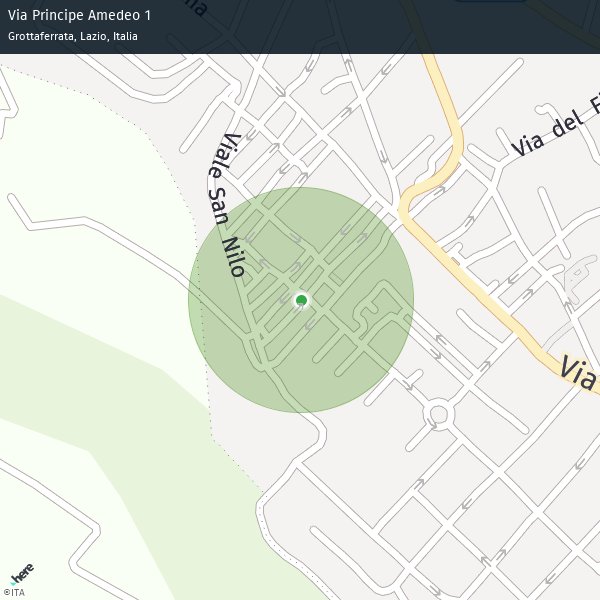 Via Principe Amedeo 1
Grottaferrata, Lazio, Italia
Via del
Viale San Nilo
Via
here
©ITA